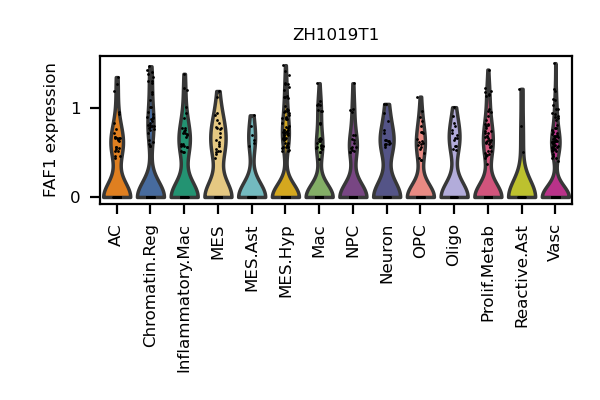 ZH1019T1
FAF1 expression
1
0
AC
Chromatin.Reg
Inflammatory.Mac
MES
MES.Ast
MES.Hyp
Mac
NPC
Neuron
OPC
Oligo
Prolif.Metab
Reactive.Ast
Vasc